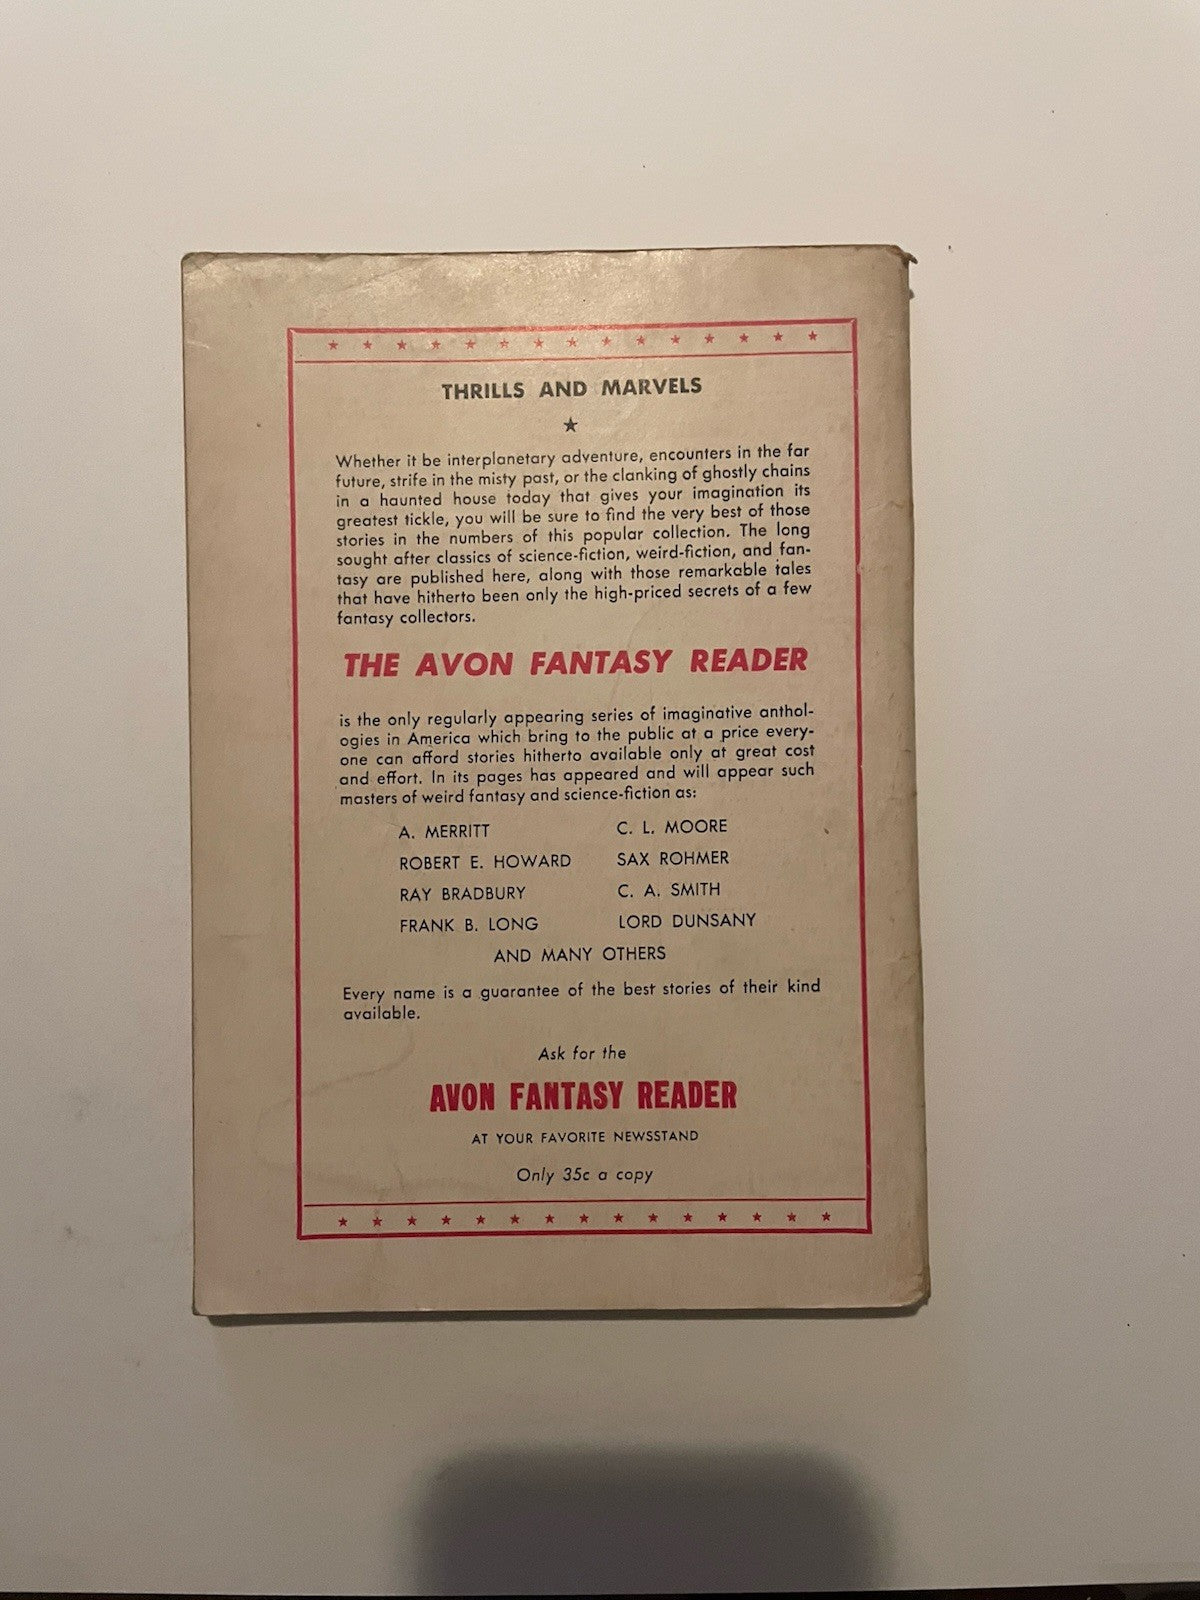 THRILLS AND MARVELS
Whether it be interplanetary adventure, encounters in the far
future, strife in the misty past, or the clanking of ghostly chains
in a haunted house today that gives your imagination its
greatest tickle, you will be sure to find the very best of those
stories in the numbers of this popular collection. The long
sought after classics of science-fiction, weird-fiction, and fan-
tasy are published here, along with those remarkable tales
that have hitherto been only the high-priced secrets of a few
fantasy collectors.
THE AVON FANTASY READER
is the only regularly appearing series of imaginative anthol-
ogies in America which bring to the public at a price every-
one can afford stories hitherto available only at great cost
and effort. In its pages has appeared and will appear such
masters of weird fantasy and science-fiction as:
A. MERRITT C. L. MOORE
ROBERT E. HOWARD SAX ROHMER
RAY BRADBURY C. A. SMITH
FRANK B. LONG LORD DUNSANY
AND MANY OTHERS
Every name is a guarantee of the best stories of their kind
available.
Ask for the
AVON FANTASY READER
AT YOUR FAVORITE NEWSSTAND
Only 35c a copy